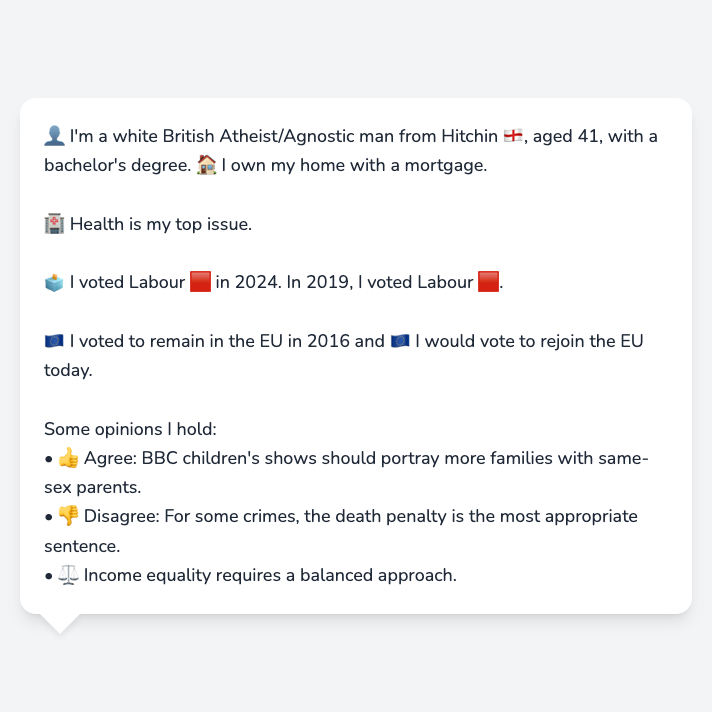 👤 I'm a white British Atheist/Agnostic man from Hitchin 🏴󠁧󠁢󠁥󠁮󠁧󠁿, aged 41, with a
bachelor's degree. 🏠 I own my home with a mortgage.
🏥 Health is my top issue.
🗳️ I voted Labour 🟥 in 2024. In 2019, I voted Labour 🟥.
🇪🇺 I voted to remain in the EU in 2016 and 🇪🇺 I would vote to rejoin the EU
today.
Some opinions I hold:
• 👍 Agree: BBC children's shows should portray more families with same-
sex parents.
• 👎 Disagree: For some crimes, the death penalty is the most appropriate
sentence.
• ⚖️ Income equality requires a balanced approach.